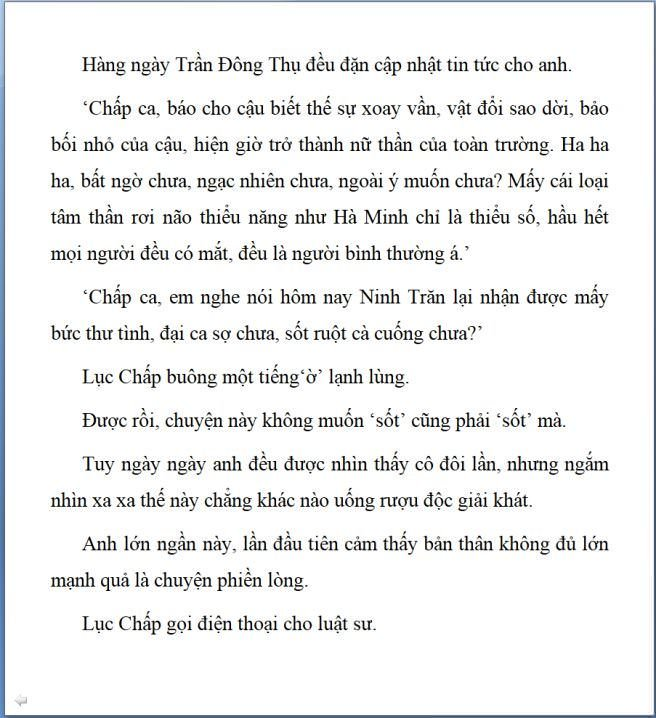 Hàng ngày Trần Đông Thụ đều đặn cập nhật tin tức cho anh.
‘Chấp ca, báo cho cậu biết thế sự xoay vần, vật đổi sao dời, bảo
bối nhỏ của cậu, hiện giờ trở thành nữ thần của toàn trường. Ha ha
ha, bất ngờ chưa, ngạc nhiên chưa, ngoài ý muốn chưa? Mấy cái loại
tâm thần rơi não thiểu năng như Hà Minh chỉ là thiểu số, hầu hết
mọi người đều có mắt, đều là người bình thường á.’
‘Chấp ca, em nghe nói hôm nay Ninh Trăn lại nhận được mấy
bức thư tình, đại ca sợ chưa, sốt ruột cà cuống chưa?’
Lục Chấp buông một tiếng‘ờ’ lạnh lùng.
Được rồi, chuyện này không muốn ‘sốt’ cũng phải ‘sốt’ mà.
Tuy ngày ngày anh đều được nhìn thấy cô đôi lần, nhưng ngắm
nhìn xa xa thế này chẳng khác nào uống rượu độc giải khát.
Anh lớn ngần này, lần đầu tiên cảm thấy bản thân không đủ lớn
mạnh quả là chuyện phiền lòng.
Lục Chấp gọi điện thoại cho luật sư.